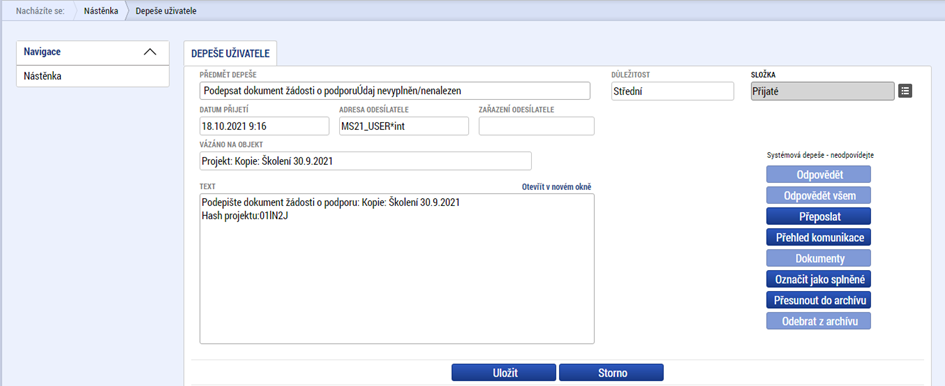 Nacházíte se:
Nástěnka
Depeše uživatele
Navigace
Nástěnka
DEPEŠE UŽIVATELE
PŘEDMĚT DEPEŠE
Podepsat dokument žádosti o podporuÚdaj nevyplněn/nenalezen
DŮLEŽITOST
Střední
SLOŽKA
Přijaté
DATUM PŘIJETÍ
18.10.2021 9:16
ADRESA ODESÍLATELE
MS21_USER*int
ZAŘAZENÍ ODESÍLATELE
VÁZÁNO NA OBJEKT
Projekt: Kopie: Školení 30.9.2021
TEXT
Otevřít v novém okně
Podepište dokument žádosti o podporu: Kopie: Školení 30.9.2021
Hash projektu:01lN2J
Systémová depeše - neodpovídejte
Odpovědět
Odpovědět všem
Přeposlat
Přehled komunikace
Dokumenty
Označit jako splněné
Přesunout do archívu
Odebrat z archívu
Uložit
Storno